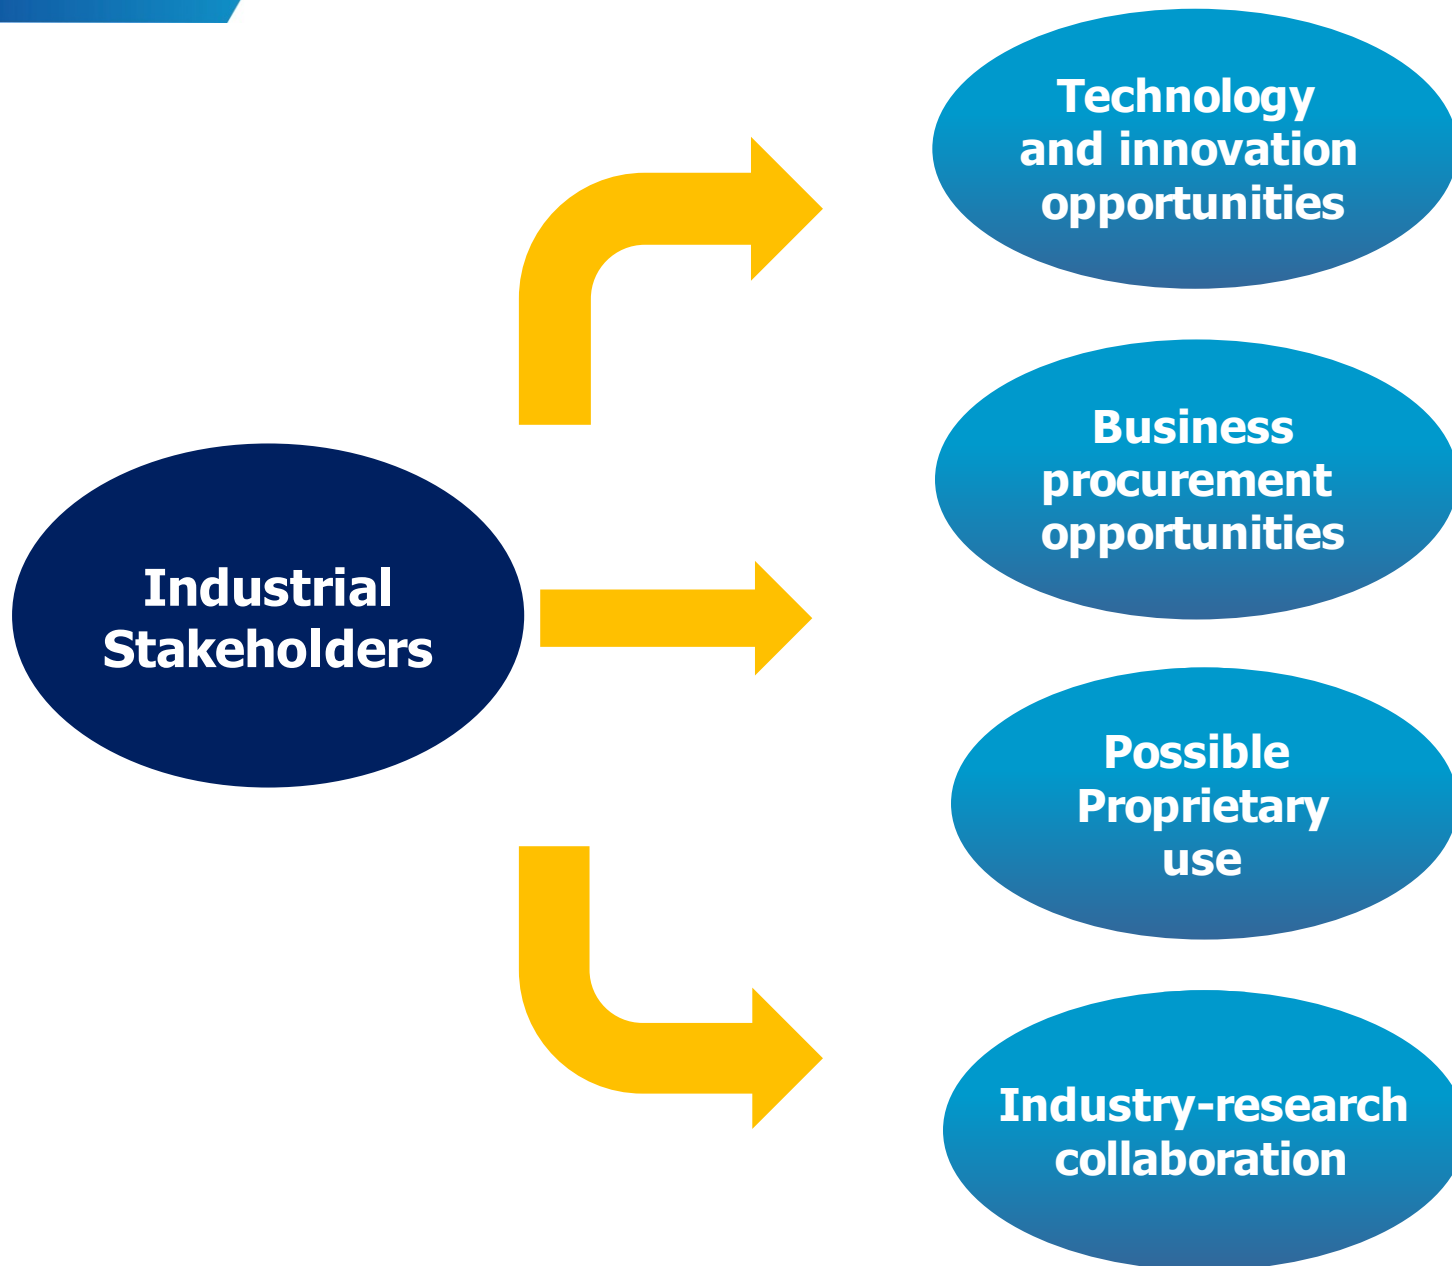 Technology
and innovation
opportunities
Business
procurement
opportunities
Industrial
Stakeholders
Possible
Proprietary
use
Industry-research
collaboration